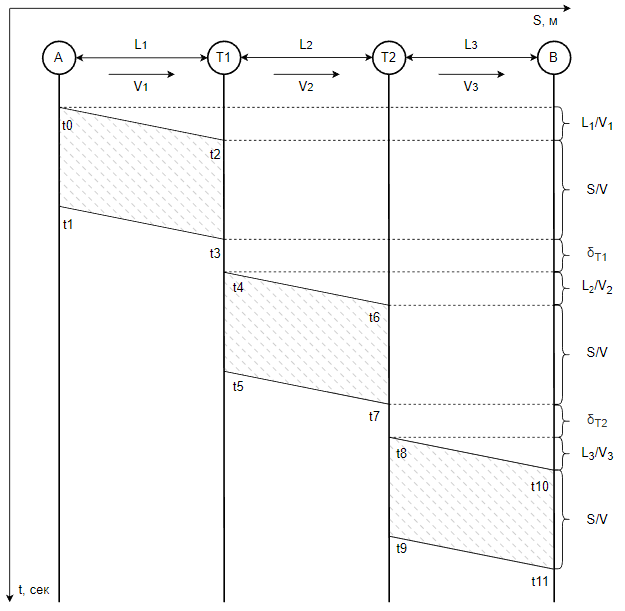 S, м
A
L1
T1
L2
T2
L3
B
V1
V2
V3
t0
L1/V1
t2
S/V
t1
t3
δT1
t4
L2/V2
t6
S/V
t5
t7
δT2
t8
L3/V3
t10
S/V
t9
t11
t, сек